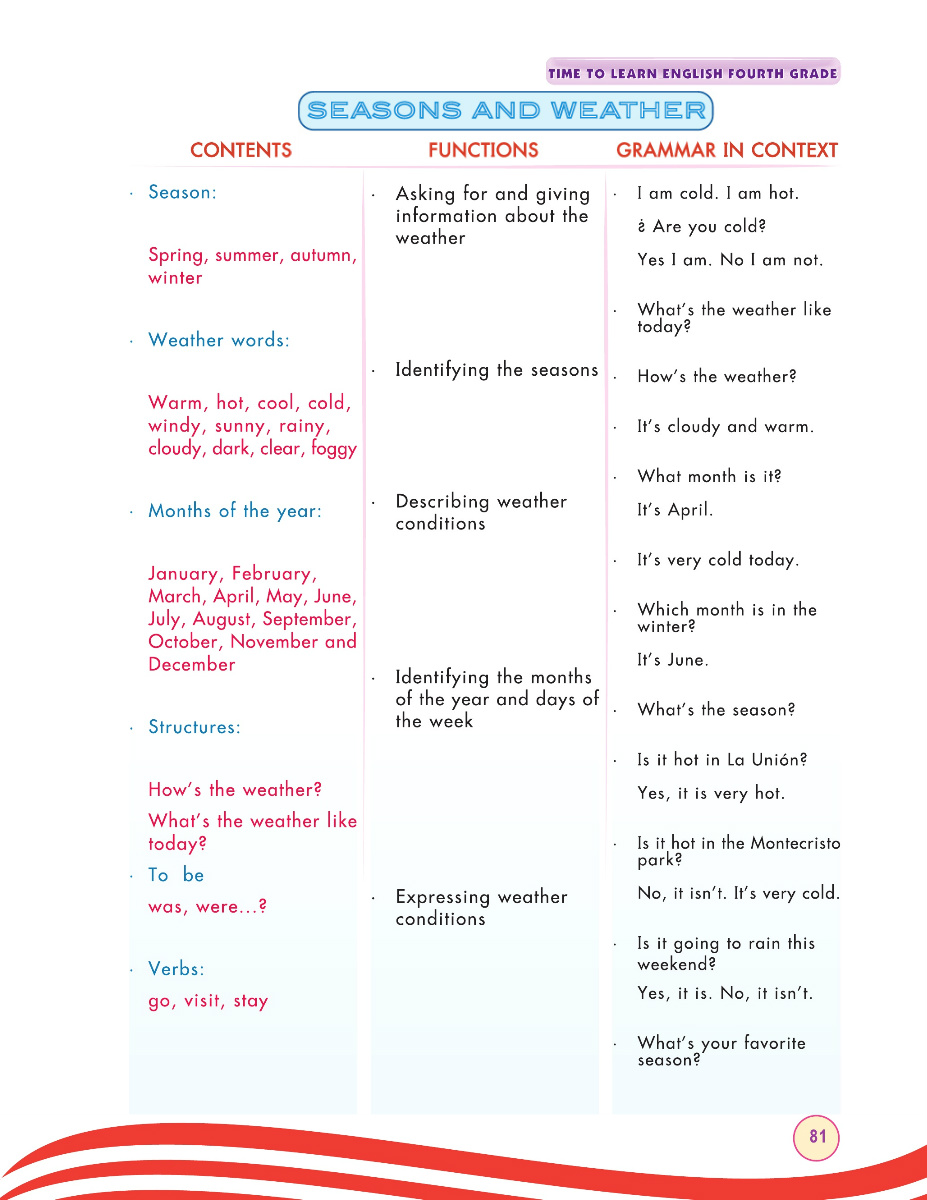 TIME TO LEARN ENGLISH FOURTH GRADE
SEASONS AND WEATHER
CONTENTS
· Season:
Spring, summer, autumn,
winter
· Weather words:
Warm, hot, cool, cold,
windy, sunny, rainy,
cloudy, dark, clear, foggy
· Months of the year:
January, February,
March, April, May, June,
July, August, September,
October, November and
December
· Structures:
How's the weather?
What's the weather like
today?
· To be
was, were...?
· Verbs:
go, visit, stay
FUNCTIONS
· Asking for and giving
information about the
weather
· Identifying the seasons
· Describing weather
conditions
· Identifying the months
of the year and days of
the week
· Expressing weather
conditions
GRAMMAR IN CONTEXT
· I am cold. I am hot.
¿ Are you cold?
Yes I am. No I am not.
· What's the weather like
today?
· How's the weather?
· It's cloudy and warm.
· What month is it?
It's April.
· It's very cold today.
· Which month is in the
winter?
It's June.
· What's the season?
· Is it hot in La Unión?
Yes, it is very hot.
· Is it hot in the Montecristo
park?
No, it isn't. It's very cold.
· Is it going to rain this
weekend?
Yes, it is. No, it isn't.
· What's your favorite
season?
81